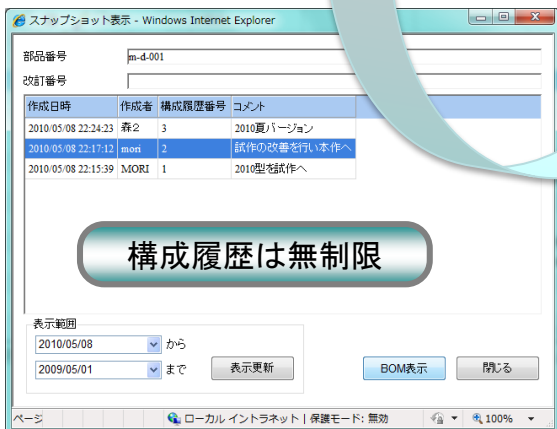 スナップショット表示 - Windows Internet Explorer
部品番号 m-d-001
改訂番号
作成日時 作成者 構成履歴番号 コメント
2010/05/08 22:24:23 森2 3 2010夏バージョン
2010/05/08 22:17:12 mori 2 試作の改善を行い本作へ
2010/05/08 22:15:39 MORI 1 2010型を試作へ
構成履歴は無制限
表示範囲
2010/05/08 から
2009/05/01 まで 表示更新 BOM表示 閉じる
ページ ローカル イントラネット | 保護モード: 無効 100%